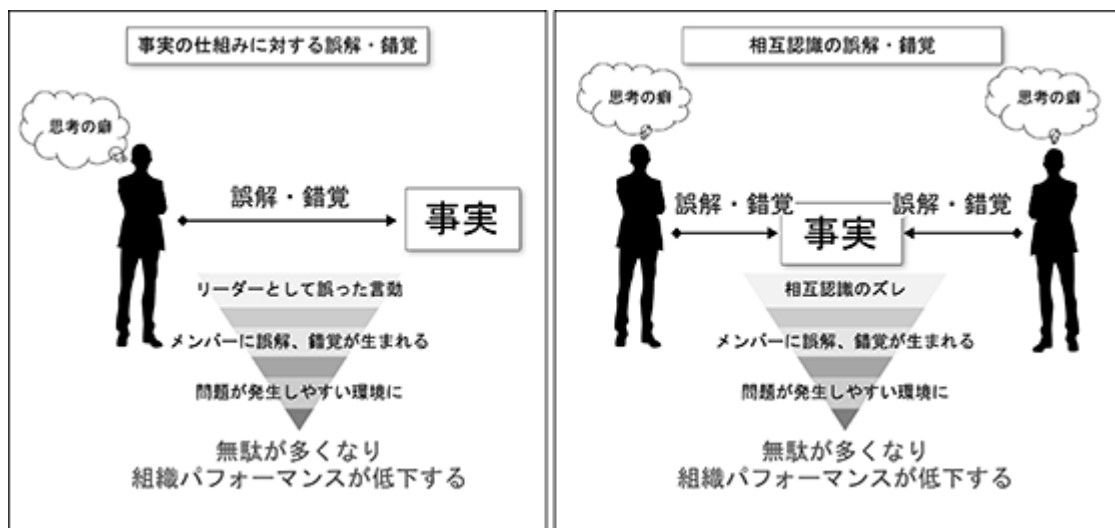 事実の仕組みに対する誤解・錯覚
思考の癖
誤解・錯覚
事実
リーダーとして誤った言動
メンバーに誤解、錯覚が生まれる
問題が発生しやすい環境に
無駄が多くなり
組織パフォーマンスが低下する
相互認識の誤解・錯覚
思考の癖
思考の癖
誤解・錯覚
誤解・錯覚
事実
相互認識のズレ
メンバーに誤解、錯覚が生まれる
問題が発生しやすい環境に
無駄が多くなり
組織パフォーマンスが低下する